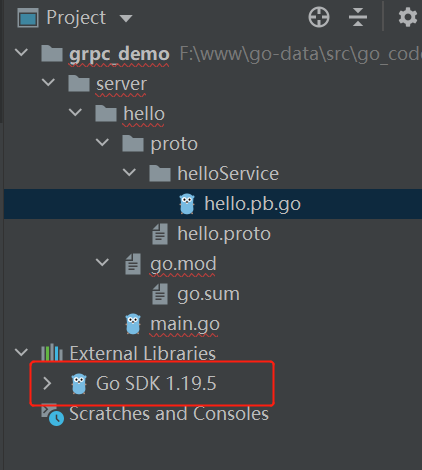 Project
grpc_demo F:\www\go-data\src\go_cod
server
hello
proto
helloService
hello.pb.go
hello.proto
go.mod
go.sum
main.go
External Libraries
Go SDK 1.19.5
Scratches and Consoles